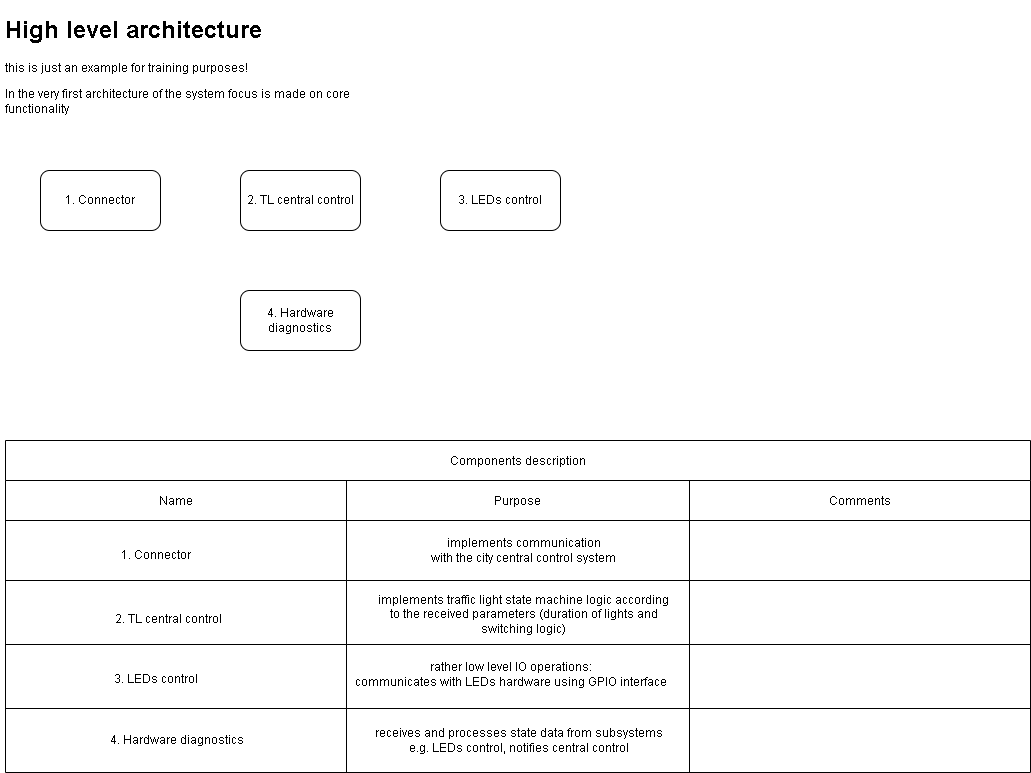 High level architecture
this is just an example for training purposes!
In the very first architecture of the system focus is made on core
functionality
1. Connector
2. TL central control
3. LEDs control
4. Hardware
diagnostics
Components description
Name
Purpose
Comments
1. Connector
implements communication
with the city central control system
2. TL central control
implements traffic light state machine logic according
to the received parameters (duration of lights and
switching logic)
3. LEDs control
rather low level IO operations:
communicates with LEDs hardware using GPIO interface
4. Hardware diagnostics
receives and processes state data from subsystems
e.g. LEDs control, notifies central control